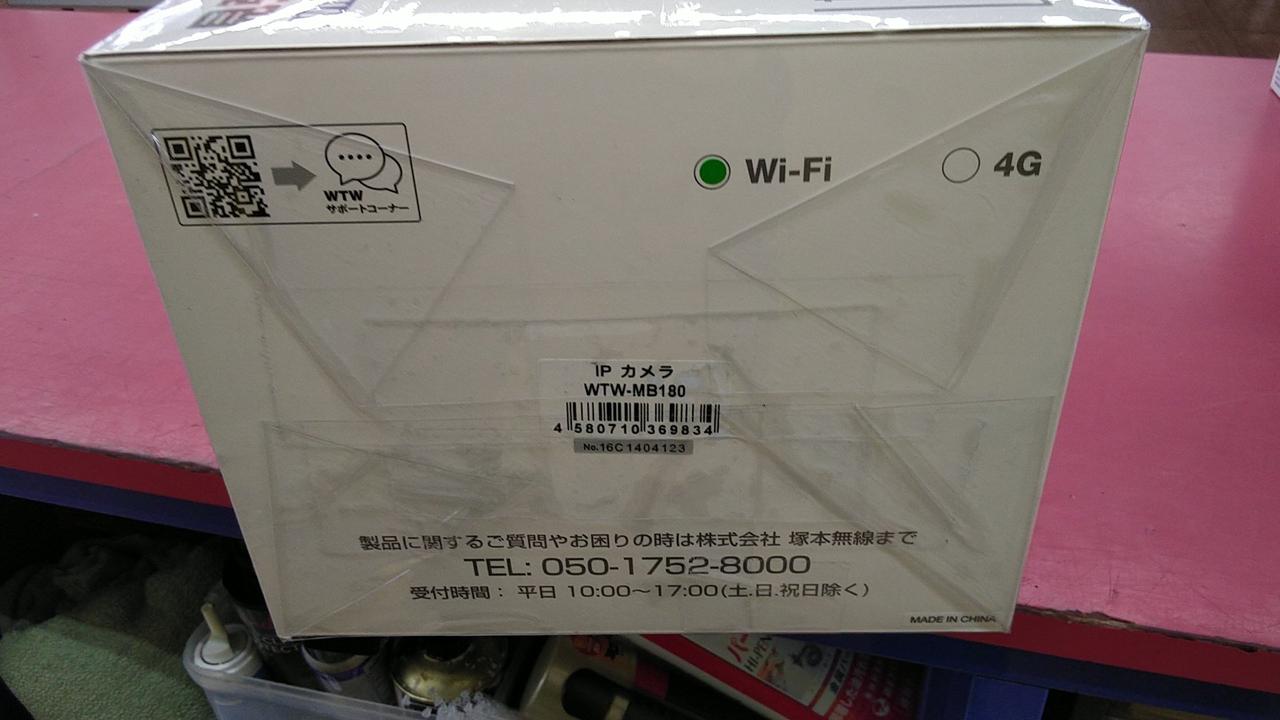 WTW
サポートコーナー
Wi-Fi
4G
IP カメラ
WTW-MB180
4 580710 369834
No.16C1404123
製品に関するご質問やお困りの時は株式会社 塚本無線まで
TEL: 050-1752-8000
受付時間： 平日 10:00～17:00(土.日.祝日除く)
MADE IN CHINA
HI-PEN